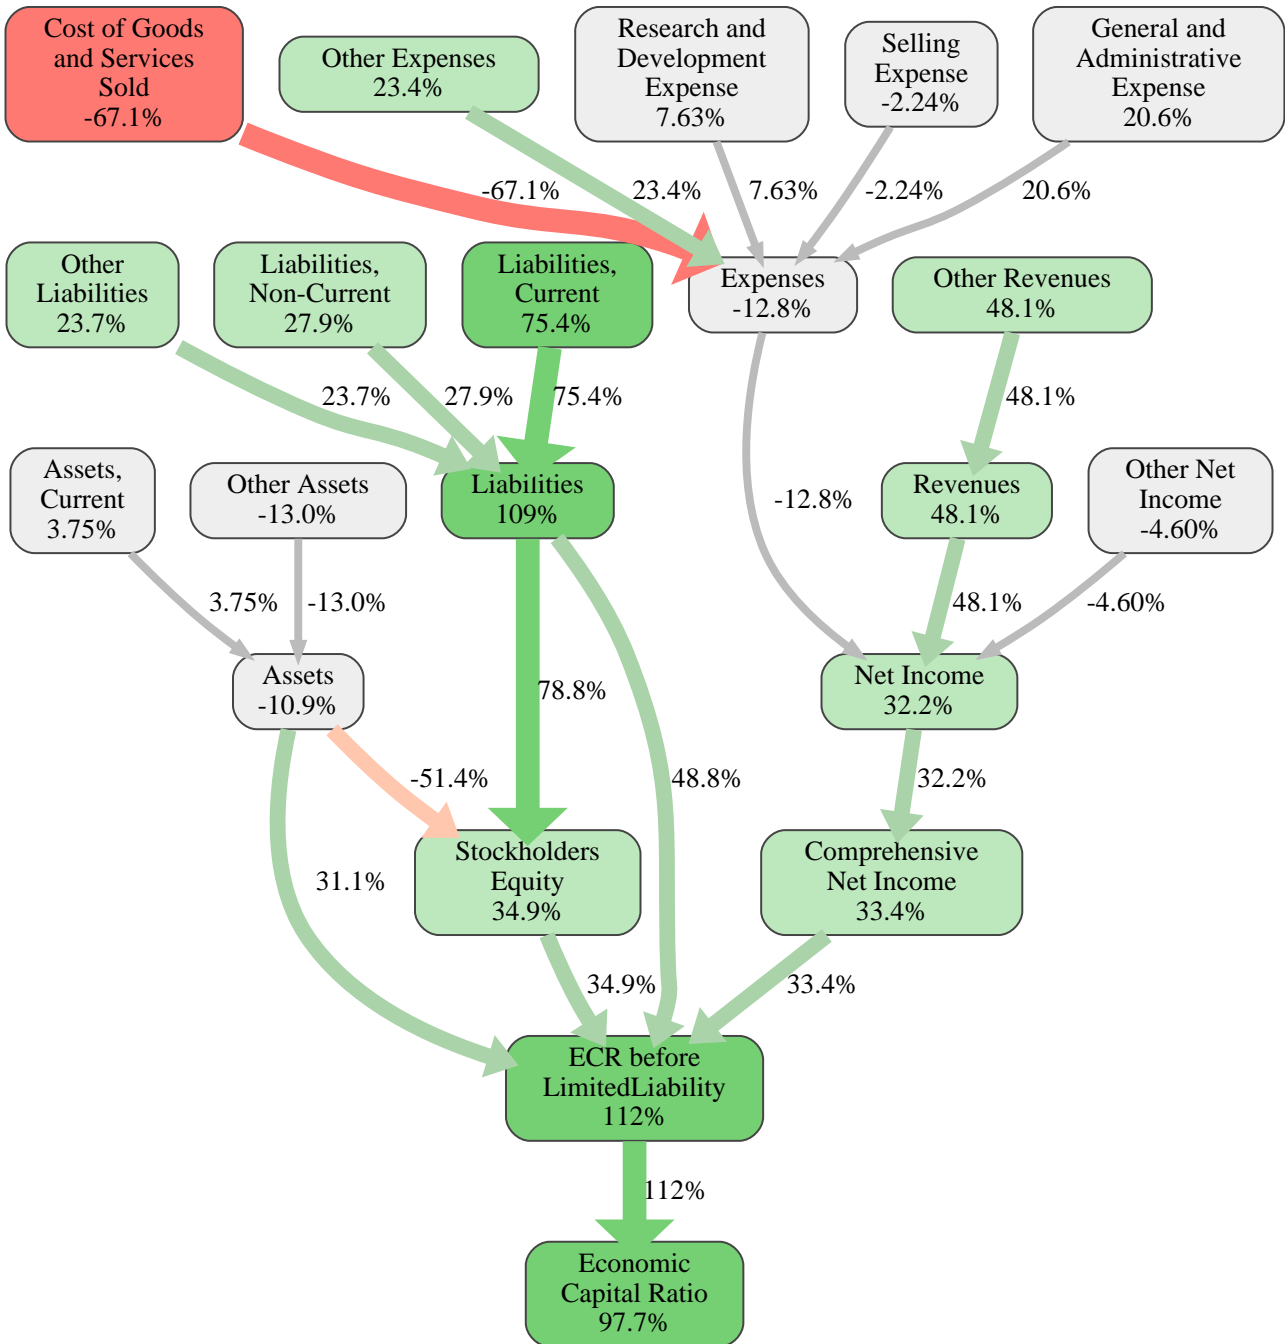 Cost of Goods
and Services
Sold
-67.1%
Other Expenses
23.4%
Research and
Development
Expense
7.63%
Selling
Expense
-2.24%
General and
Administrative
Expense
20.6%
-67.1%
23.4%
7.63%
-2.24%
20.6%
Other
Liabilities
23.7%
Liabilities,
Non-Current
27.9%
Liabilities,
Current
75.4%
Expenses
-12.8%
Other Revenues
48.1%
23.7%
27.9%
75.4%
48.1%
Assets,
Current
3.75%
Other Assets
-13.0%
Liabilities
109%
-12.8%
Revenues
48.1%
Other Net
Income
-4.60%
3.75%
-13.0%
48.1%
-4.60%
Assets
-10.9%
78.8%
Net Income
32.2%
-51.4%
48.8%
32.2%
31.1%
Stockholders
Equity
34.9%
Comprehensive
Net Income
33.4%
34.9%
33.4%
ECR before
LimitedLiability
112%
112%
Economic
Capital Ratio
97.7%